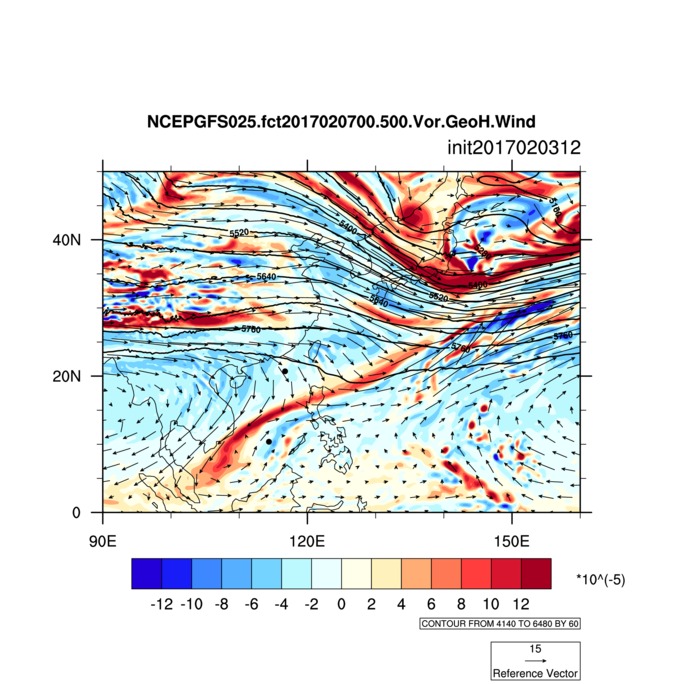 NCEPGFS025.fct2017020700.500.Vor.GeoH.Wind
init2017020312
5160
5400
5520
40N
5200
5640
5400
5520
5640
5760
5760
5760
20N
0
90E 120E 150E
-12 -10 -8 -6 -4 -2 0 2 4 6 8 10 12
*10^(-5)
CONTOUR FROM 4140 TO 6480 BY 60
15
Reference Vector